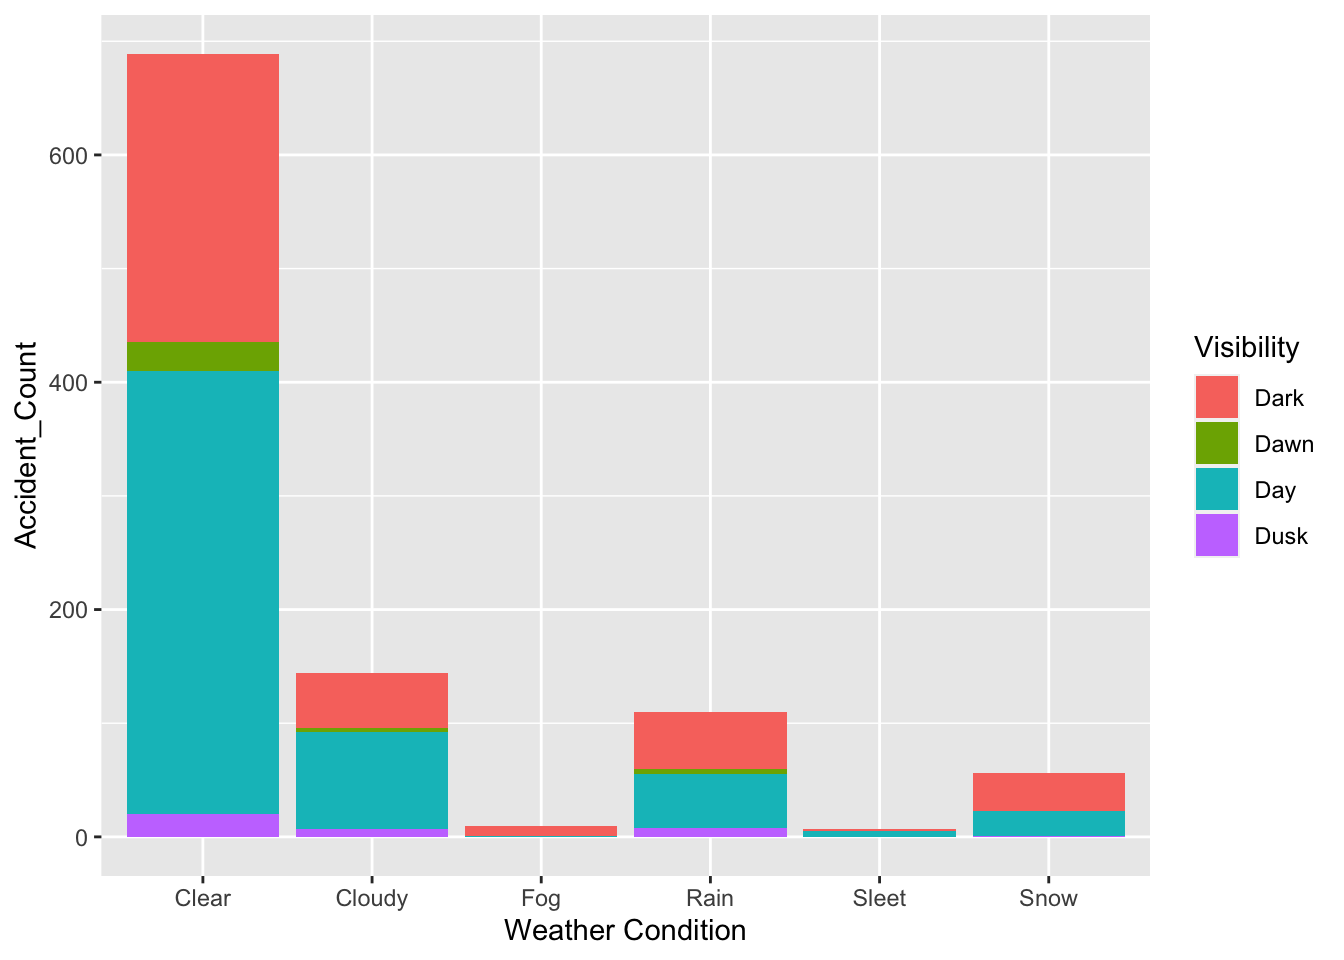 Accident_Count
600
400
200
0
Clear
Cloudy
Fog
Rain
Sleet
Snow
Weather Condition
Visibility
Dark
Dawn
Day
Dusk